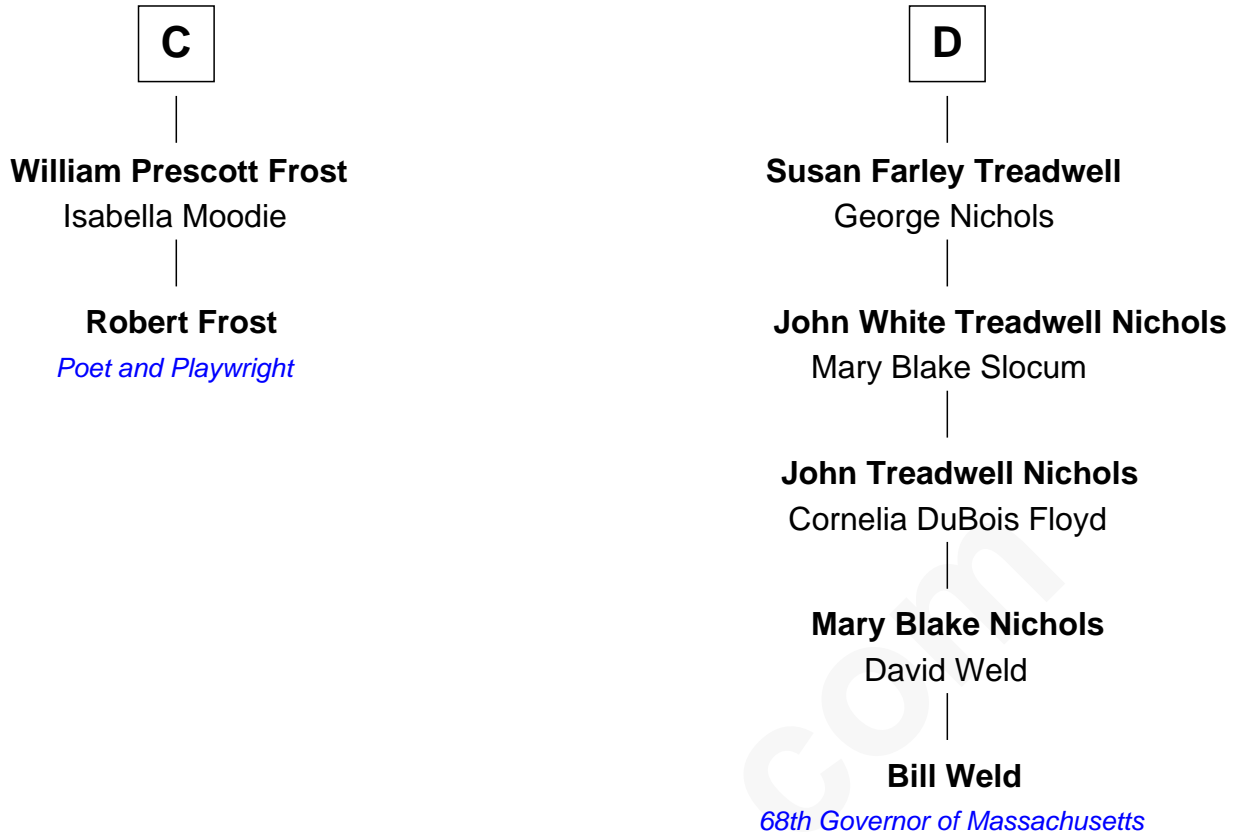 C
William Prescott Frost
Isabella Moodie
Robert Frost
Poet and Playwright
D
Susan Farley Treadwell
George Nichols
John White Treadwell Nichols
Mary Blake Slocum
John Treadwell Nichols
Cornelia DuBois Floyd
Mary Blake Nichols
David Weld
Bill Weld
68th Governor of Massachusetts
com